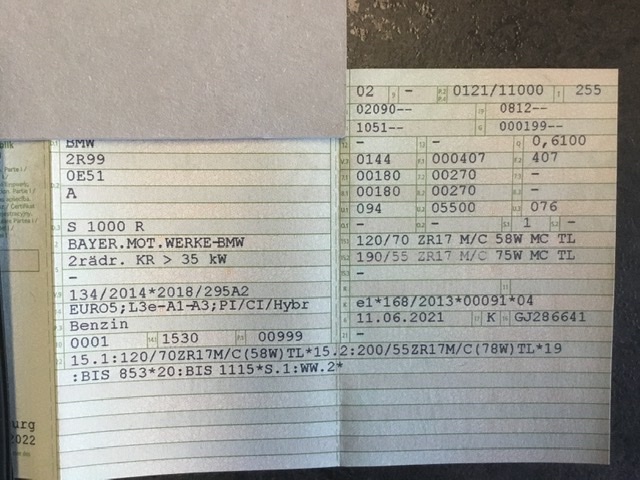 02 - 0121/11000 255
02090-- 0812--
1051-- 000199--
BMW - - 0,6100
2R99 0144 000407 407
0E51 00180 00270 -
A 00180 00270 -
094 05500 076
S 1000 R - - 1 -
BAYER.MOT.WERKE-BMW 120/70 ZR17 M/C 58W MC TL
2rädr. KR > 35 kW 190/55 ZR17 M/C 75W MC TL
- -
134/2014*2018/295A2
EURO5;L3e-A1-A3;PI/CI/Hybr e1*168/2013*00091*04
Benzin 11.06.2021 K GJ286641
0001 1530 00999 -
15.1:120/70ZR17M/C(58W)TL*15.2:200/55ZR17M/C(78W)TL*19
:BIS 853*20:BIS 1115*S.1:WW.2*
urg
2022